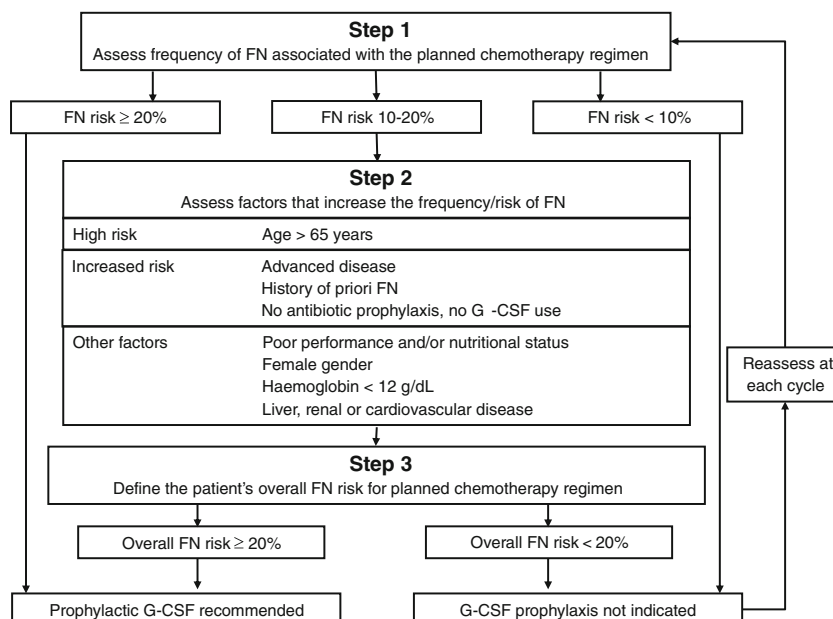 Step 1
Assess frequency of FN associated with the planned chemotherapy regimen
FN risk ≥ 20%
FN risk 10-20%
FN risk < 10%
Step 2
Assess factors that increase the frequency/risk of FN
High risk
Age > 65 years
Increased risk
Advanced disease
History of priori FN
No antibiotic prophylaxis, no G -CSF use
Other factors
Poor performance and/or nutritional status
Female gender
Haemoglobin < 12 g/dL
Liver, renal or cardiovascular disease
Reassess at
each cycle
Step 3
Define the patient's overall FN risk for planned chemotherapy regimen
Overall FN risk ≥ 20%
Overall FN risk < 20%
Prophylactic G-CSF recommended
G-CSF prophylaxis not indicated